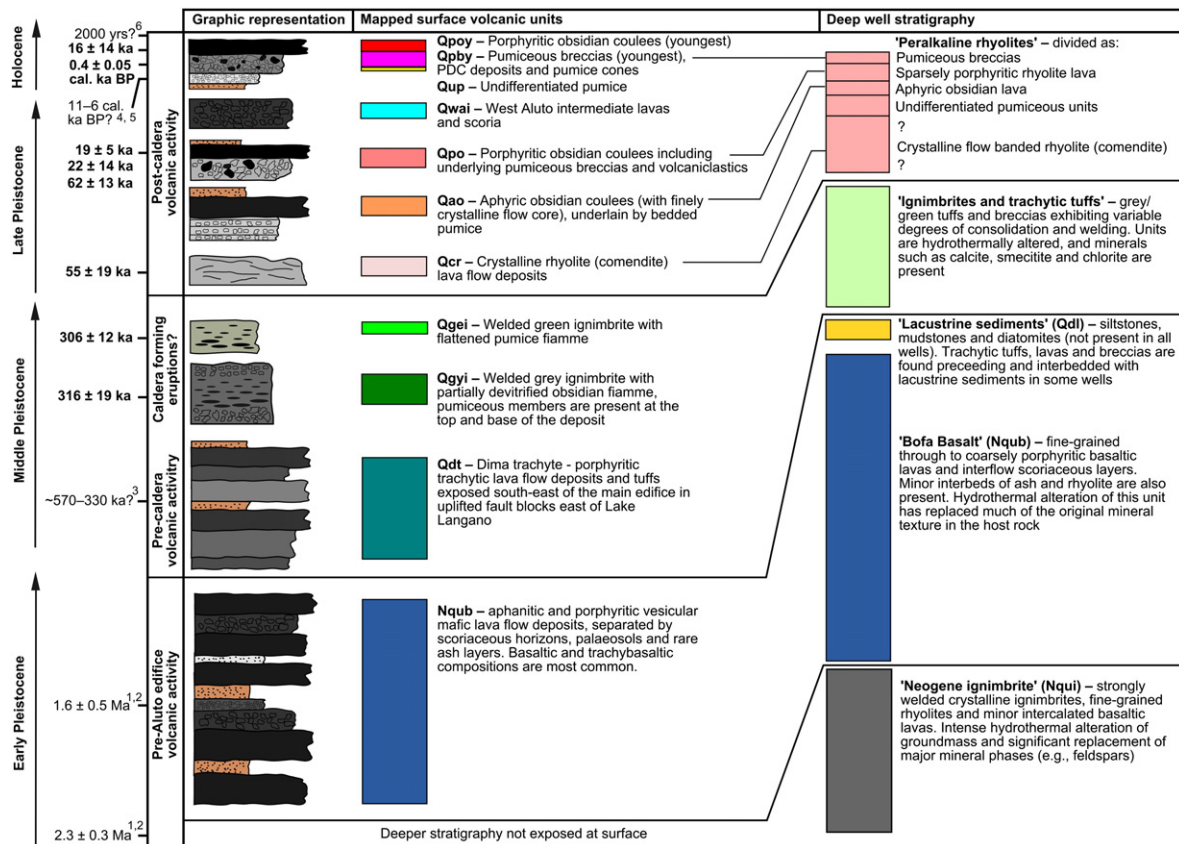 Graphic representation
Mapped surface volcanic units
Deep well stratigraphy
Holocene
Late Pleistocene
Middle Pleistocene
Early Pleistocene
2000 yrs?6
16 ± 14 ka
0.4 ± 0.05
cal. ka BP
11–6 cal.
ka BP? 4, 5
19 ± 5 ka
22 ± 14 ka
62 ± 13 ka
55 ± 19 ka
306 ± 12 ka
316 ± 19 ka
~570–330 ka?3
1.6 ± 0.5 Ma1,2
2.3 ± 0.3 Ma1,2
Post-caldera
volcanic activity
Caldera forming
eruptions?
Pre-caldera
volcanic activitry
Pre-Aluto edifice
volcanic activity
Qpoy – Porphyritic obsidian coulees (youngest)
Qpby – Pumiceous breccias (youngest),
PDC deposits and pumice cones
Qup – Undifferentiated pumice
Qwai – West Aluto intermediate lavas
and scoria
Qpo – Porphyritic obsidian coulees including
underlying pumiceous breccias and volcaniclastics
Qao – Aphyric obsidian coulees (with finely
crystalline flow core), underlain by bedded
pumice
Qcr – Crystalline rhyolite (comendite)
lava flow deposits
Qgei – Welded green ignimbrite with
flattened pumice fiamme
Qgyi – Welded grey ignimbrite with
partially devitrified obsidian fiamme,
pumiceous members are present at the
top and base of the deposit
Qdt – Dima trachyte - porphyritic
trachytic lava flow deposits and tuffs
exposed south-east of the main edifice in
uplifted fault blocks east of Lake
Langano
Nqub – aphanitic and porphyritic vesicular
mafic lava flow deposits, separated by
scoriaceous horizons, palaeosols and rare
ash layers. Basaltic and trachybasaltic
compositions are most common.
Deeper stratigraphy not exposed at surface
'Peralkaline rhyolites' – divided as:
Pumiceous breccias
Sparsely porphyritic rhyolite lava
Aphyric obsidian lava
Undifferentiated pumiceous units
?
Crystalline flow banded rhyolite (comendite)
?
'Ignimbrites and trachytic tuffs' – grey/
green tuffs and breccias exhibiting variable
degrees of consolidation and welding. Units
are hydrothermally altered, and minerals
such as calcite, smecitite and chlorite are
present
'Lacustrine sediments' (Qdl) – siltstones,
mudstones and diatomites (not present in all
wells). Trachytic tuffs, lavas and breccias are
found preceeding and interbedded with
lacustrine sediments in some wells
'Bofa Basalt' (Nqub) – fine-grained
through to coarsely porphyritic basaltic
lavas and interflow scoriaceous layers.
Minor interbeds of ash and rhyolite are also
present. Hydrothermal alteration of this unit
has replaced much of the original mineral
texture in the host rock
'Neogene ignimbrite' (Nqui) – strongly
welded crystalline ignimbrites, fine-grained
rhyolites and minor intercalated basaltic
lavas. Intense hydrothermal alteration of
groundmass and significant replacement of
major mineral phases (e.g., feldspars)